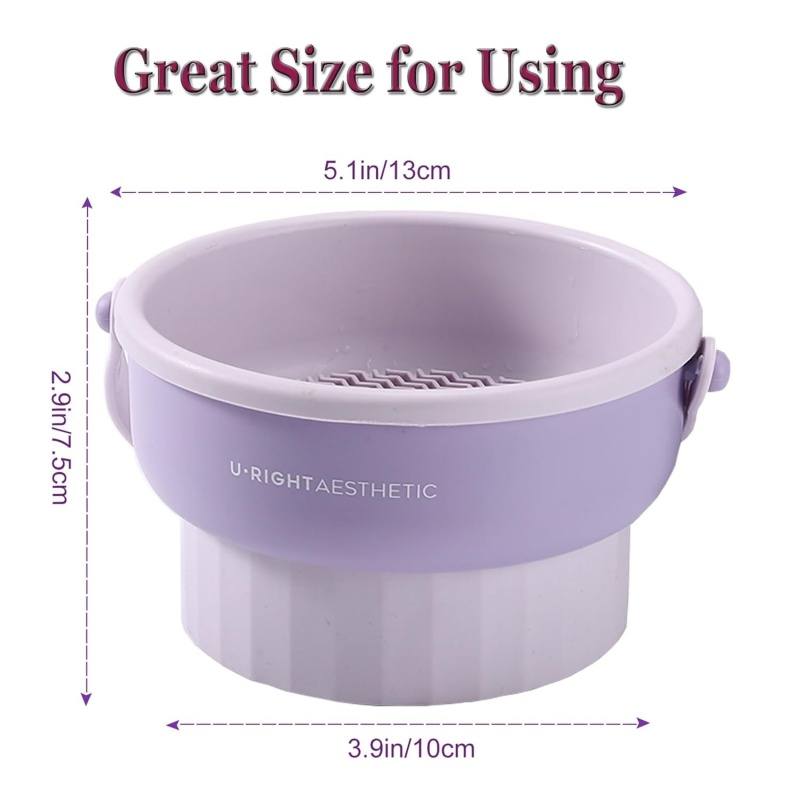 Great Size for Using
5.1in/13cm
2.9in/7.5cm
U·RIGHTAESTHETIC
3.9in/10cm